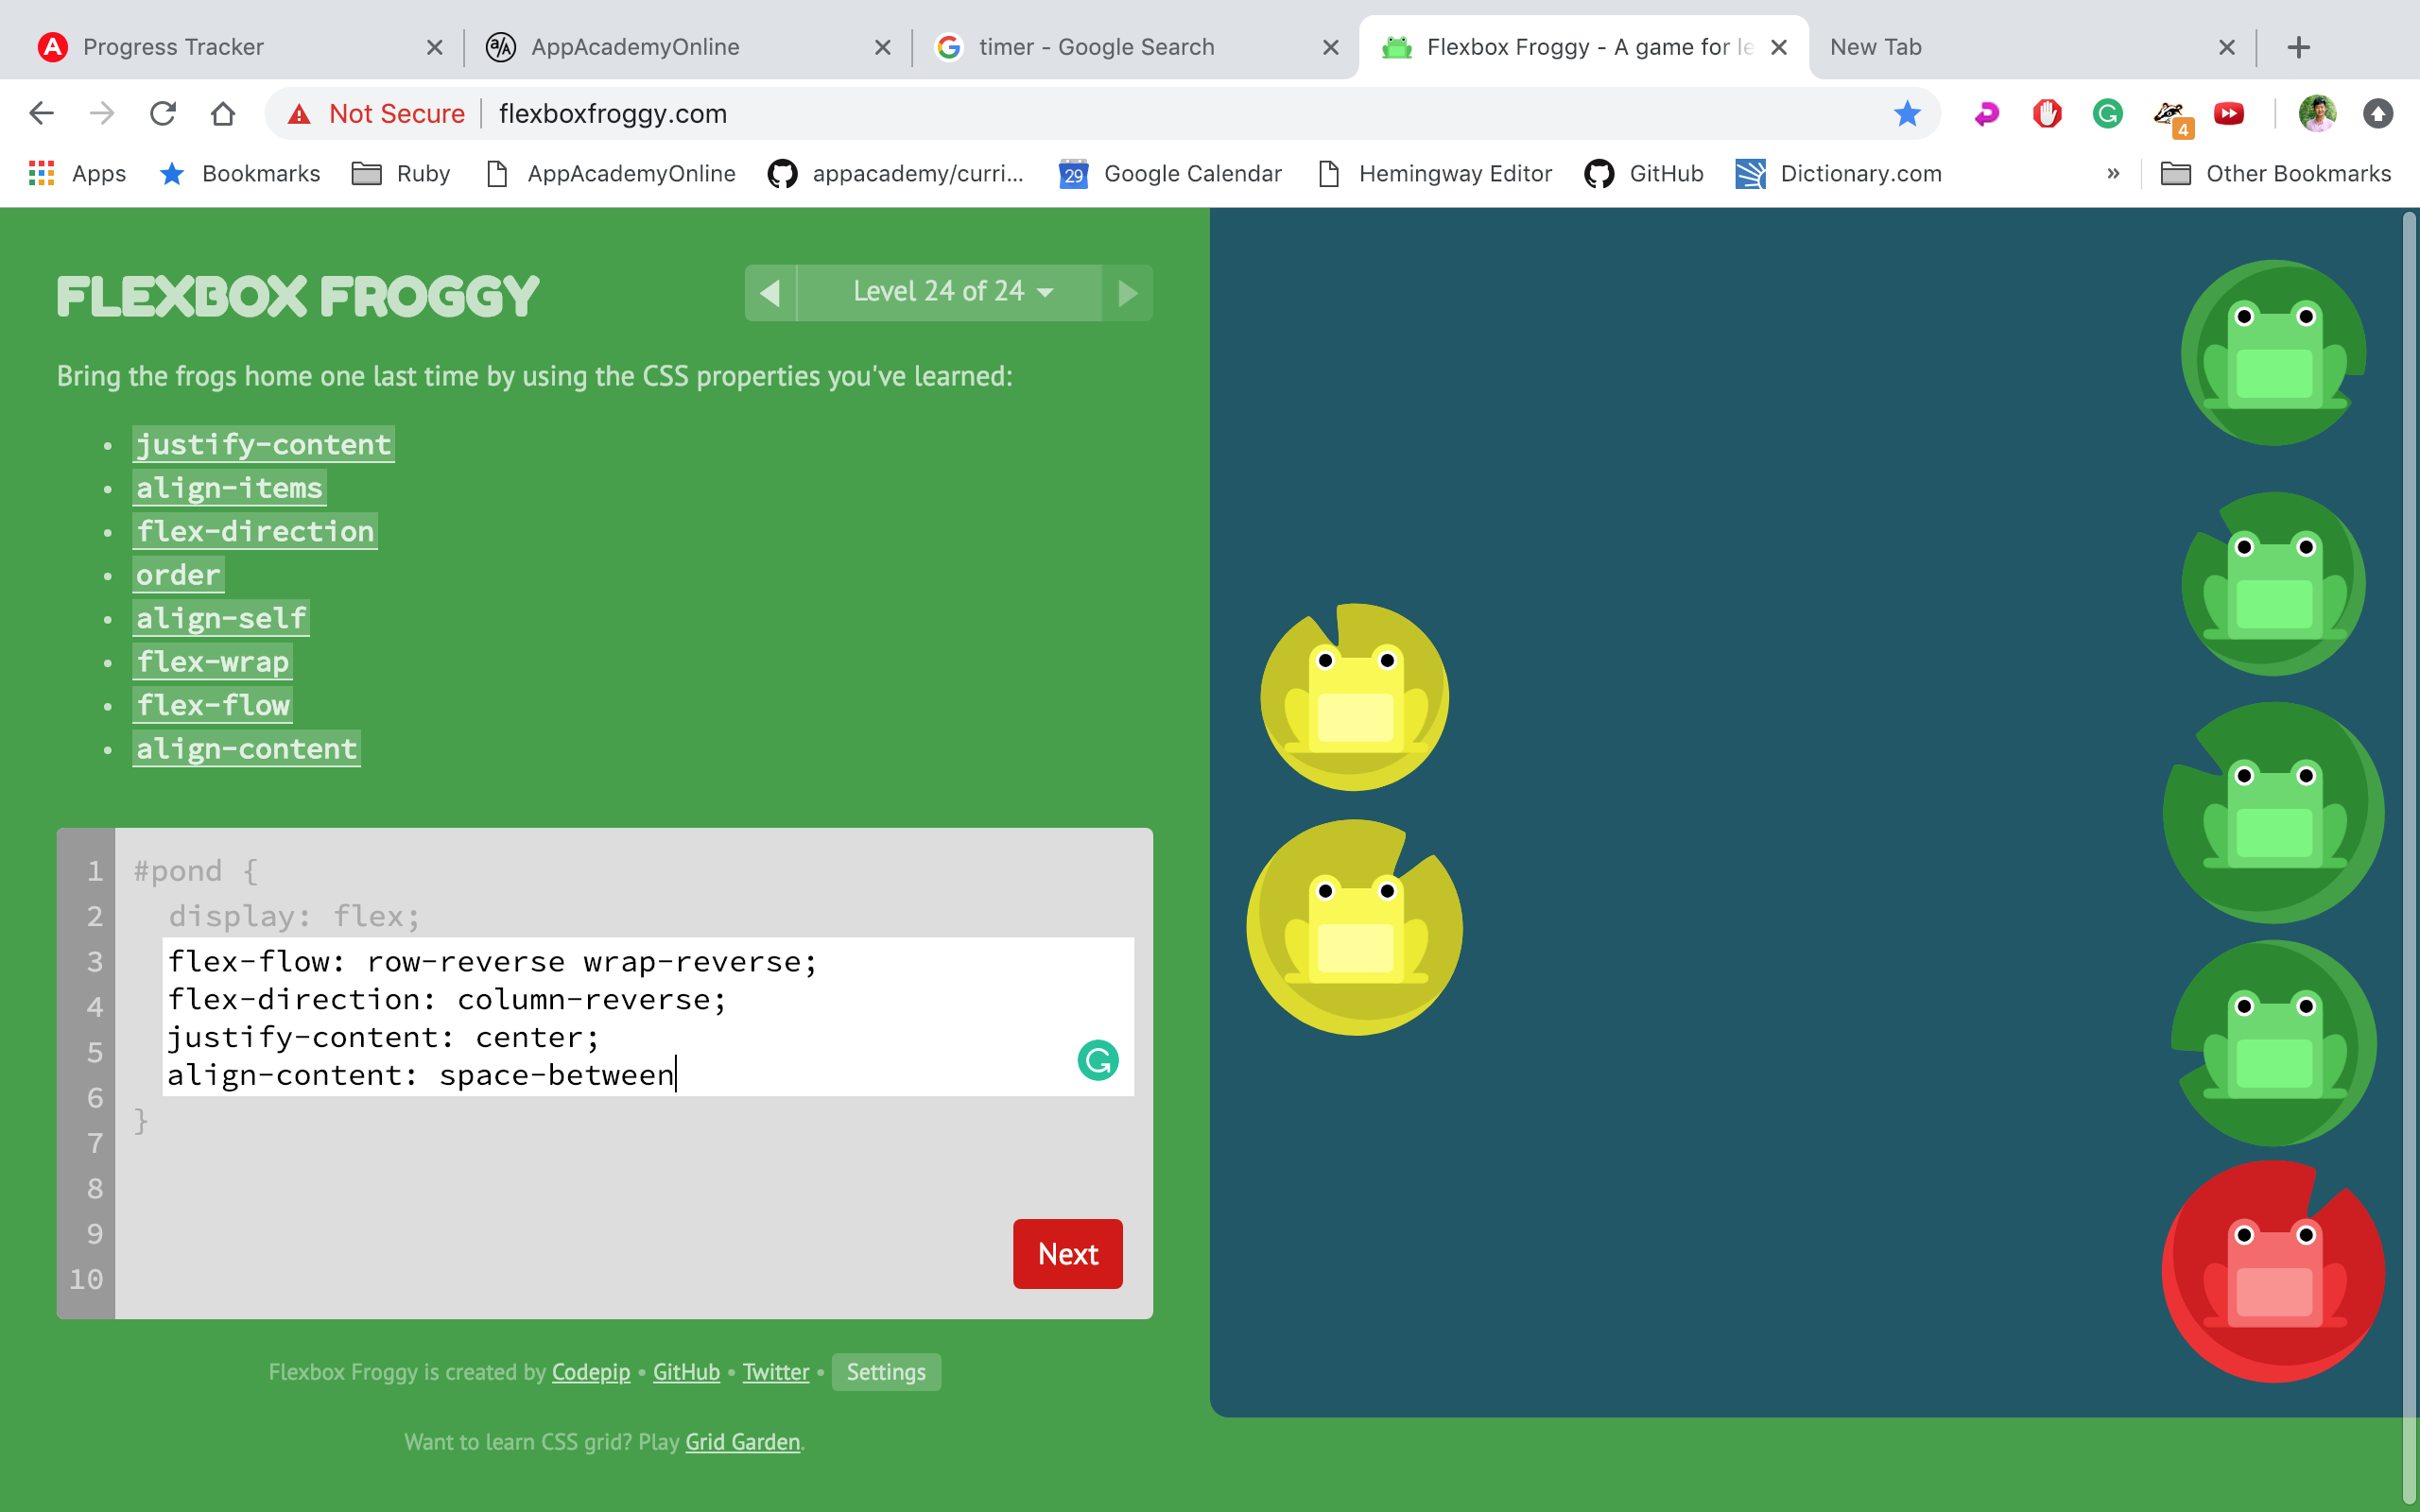 Progress Tracker
AppAcademyOnline
timer - Google Search
Flexbox Froggy - A game for le
New Tab
Not Secure
flexboxfroggy.com
4
Apps
Bookmarks
Ruby
AppAcademyOnline
appacademy/curri...
29
Google Calendar
Hemingway Editor
GitHub
Dictionary.com
»
Other Bookmarks
FLEXBOX FROGGY
Level 24 of 24
Bring the frogs home one last time by using the CSS properties you've learned:
• justify-content
• align-items
• flex-direction
• order
• align-self
• flex-wrap
• flex-flow
• align-content
1 #pond {
2 display: flex;
3 flex-flow: row-reverse wrap-reverse;
4 flex-direction: column-reverse;
5 justify-content: center;
6 align-content: space-between
7 }
8
9
10
Next
Flexbox Froggy is created by Codepip • GitHub • Twitter • Settings
Want to learn CSS grid? Play Grid Garden.